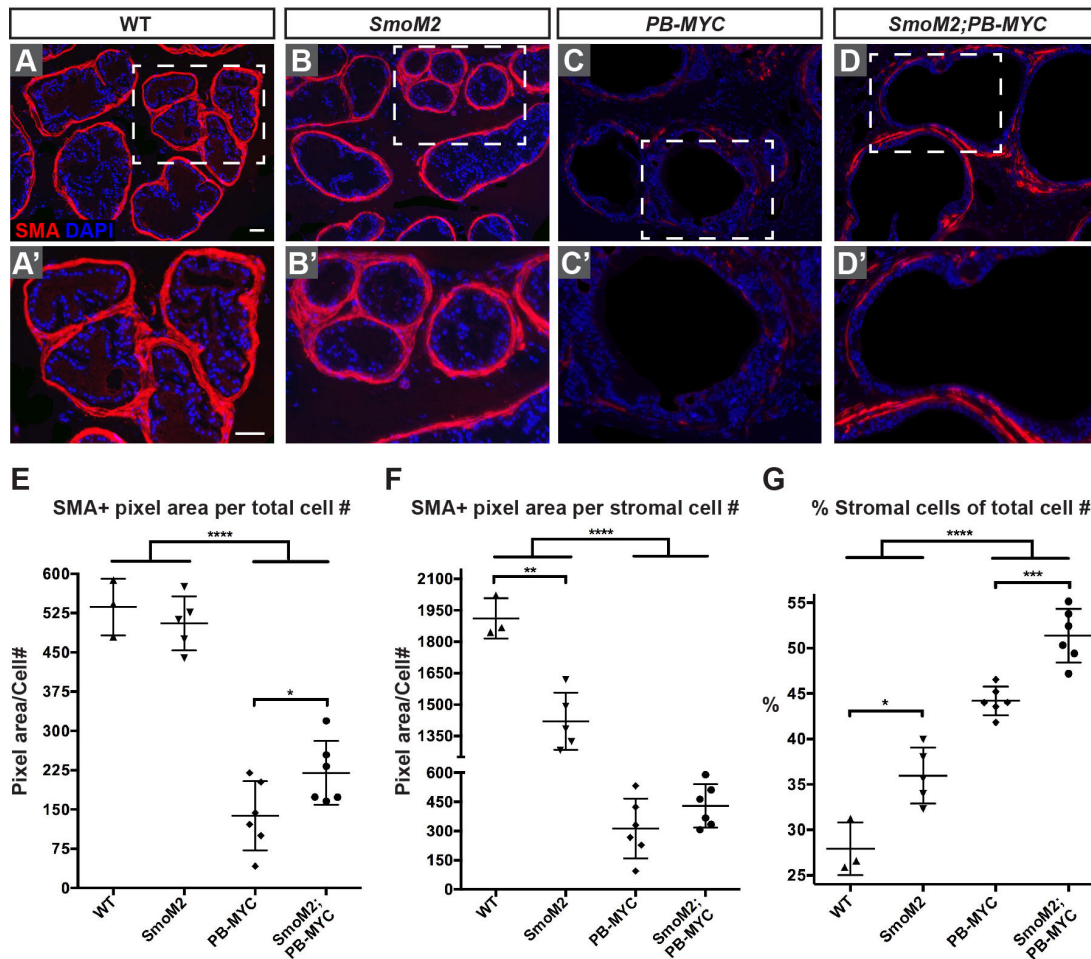 WT
SmoM2
PB-MYC
SmoM2;PB-MYC
A
B
C
D
SMA DAPI
A'
B'
C'
D'
E
SMA+ pixel area per total cell #
****
*
Pixel area/Cell#
600
525
450
375
300
225
150
75
0
WT
SmoM2
PB-MYC
SmoM2;
PB-MYC
F
SMA+ pixel area per stromal cell #
****
**
Pixel area/Cell#
2100
1950
1800
1650
1500
1350
600
450
300
150
0
WT
SmoM2
PB-MYC
SmoM2;
PB-MYC
G
% Stromal cells of total cell #
****
***
*
%
55
50
45
40
35
30
25
WT
SmoM2
PB-MYC
SmoM2;
PB-MYC